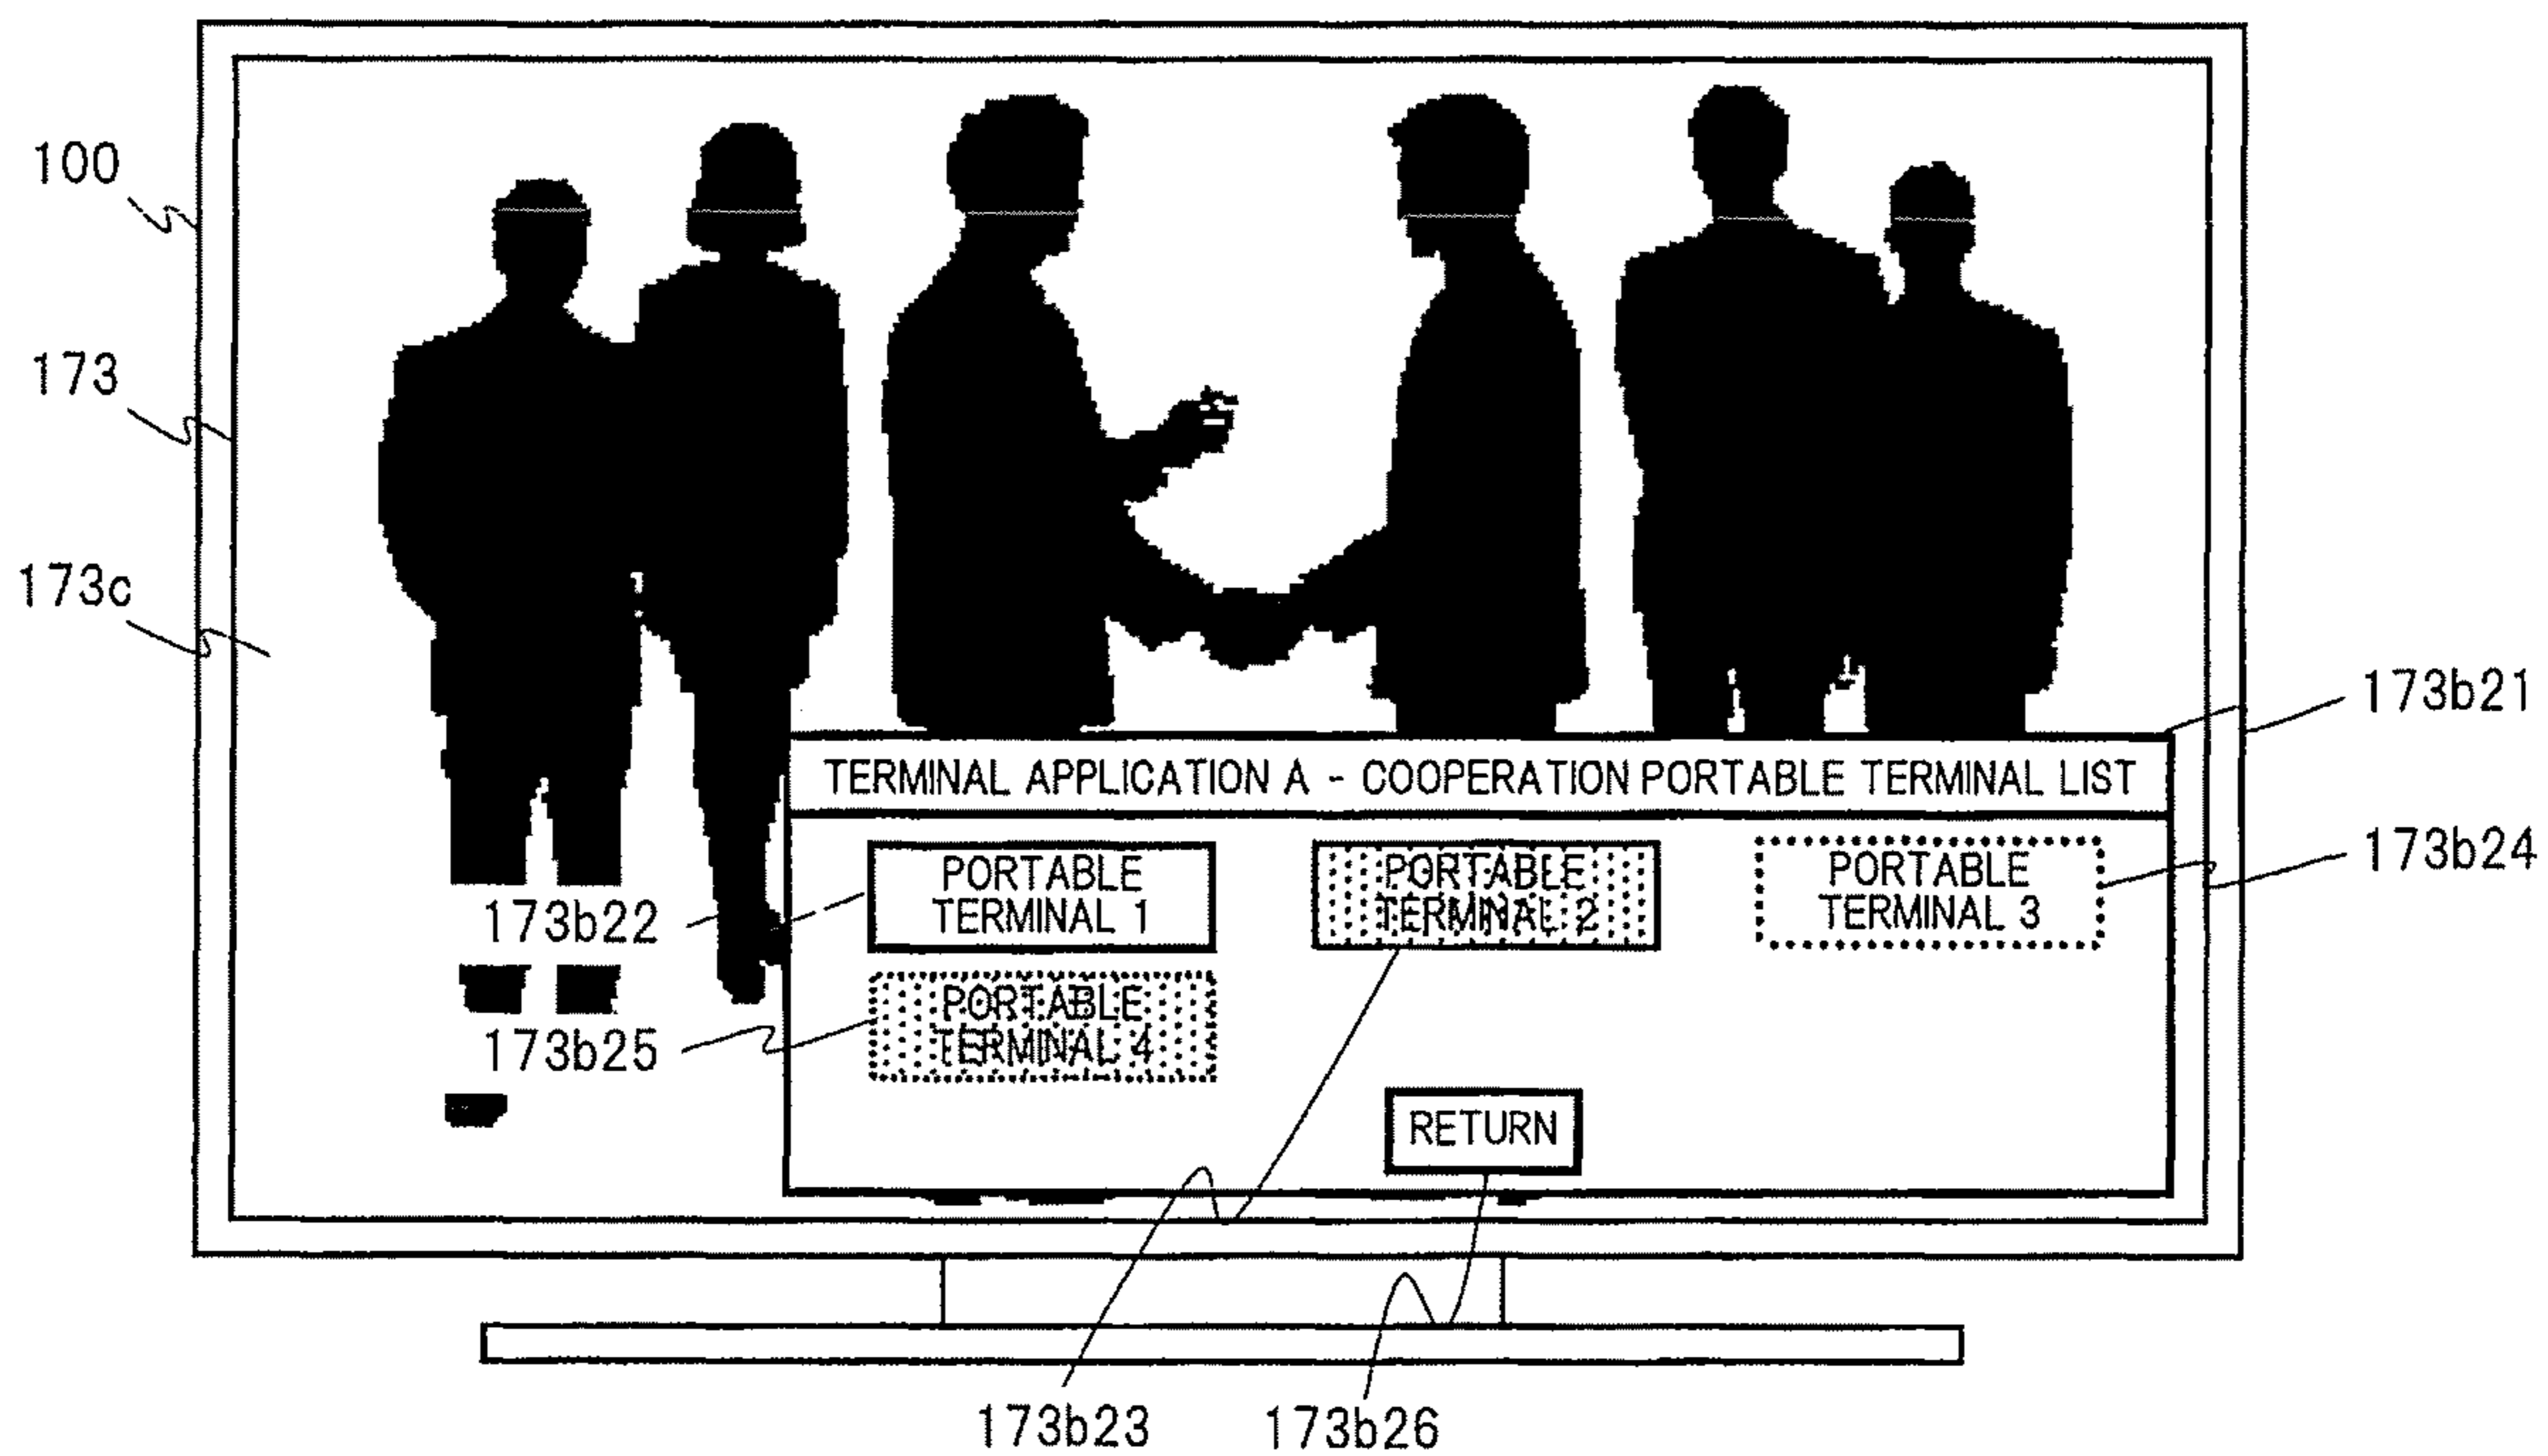 100
173
173c
173b21
TERMINAL APPLICATION A - COOPERATION PORTABLE TERMINAL LIST
173b24
PORTABLE
TERMINAL 1
PORTABLE
TERMINAL 2
PORTABLE
TERMINAL 3
173b22
PORTABLE
TERMINAL 4
173b25
RETURN
173b23
173b26